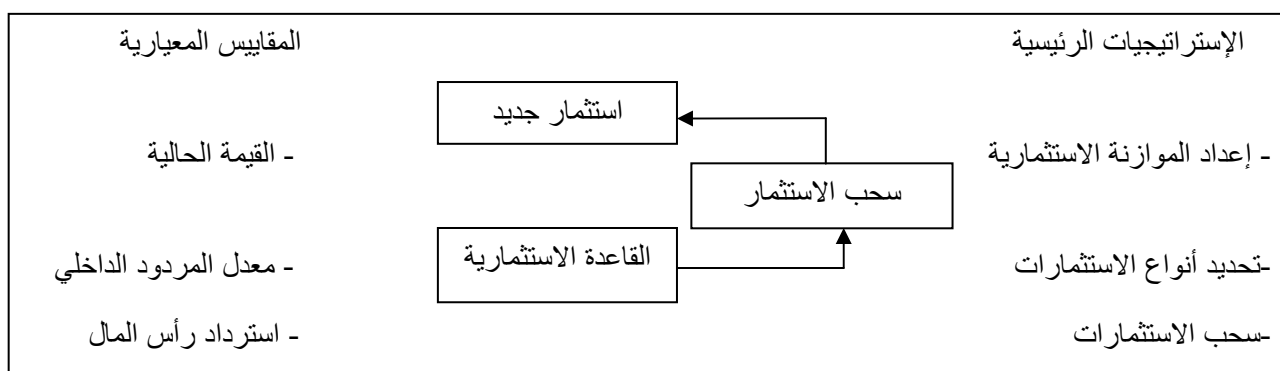 الإستراتيجيات الرئيسية
المقاييس المعيارية
استثمار جديد
- إعداد الموازنة الاستثمارية
- القيمة الحالية
سحب الاستثمار
القاعدة الاستثمارية
-تحديد أنواع الاستثمارات
- معدل المردود الداخلي
-سحب الاستثمارات
- استرداد رأس المال